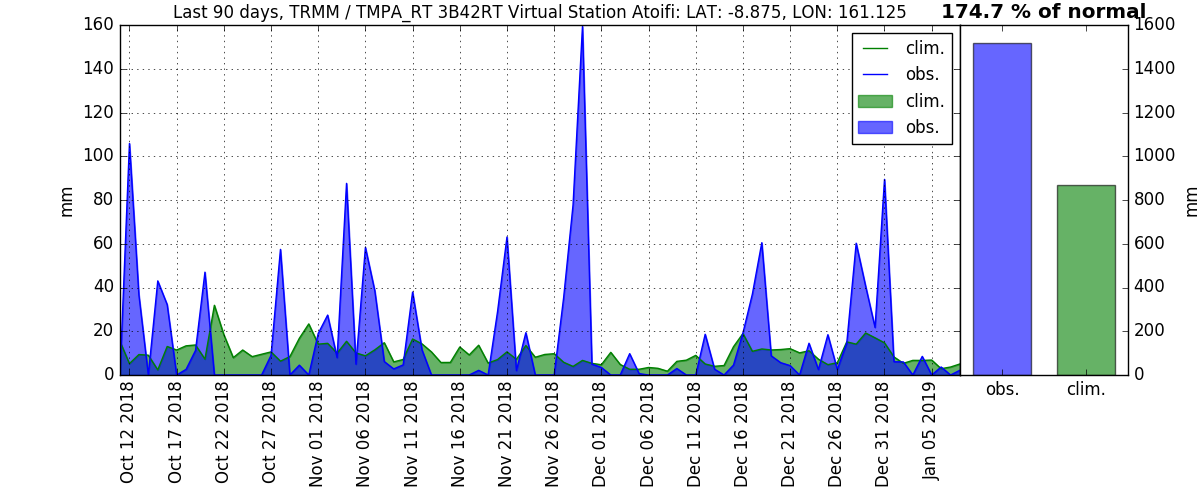 Last 90 days, TRMM / TMPA_RT 3B42RT Virtual Station Atoifi: LAT: -8.875, LON: 161.125
174.7 % of normal
160
140
120
100
80
60
40
20
0
mm
clim.
obs.
clim.
obs.
1600
1400
1200
1000
800
600
400
200
0
mm
Oct 12 2018
Oct 17 2018
Oct 22 2018
Oct 27 2018
Nov 01 2018
Nov 06 2018
Nov 11 2018
Nov 16 2018
Nov 21 2018
Nov 26 2018
Dec 01 2018
Dec 06 2018
Dec 11 2018
Dec 16 2018
Dec 21 2018
Dec 26 2018
Dec 31 2018
Jan 05 2019
obs.
clim.